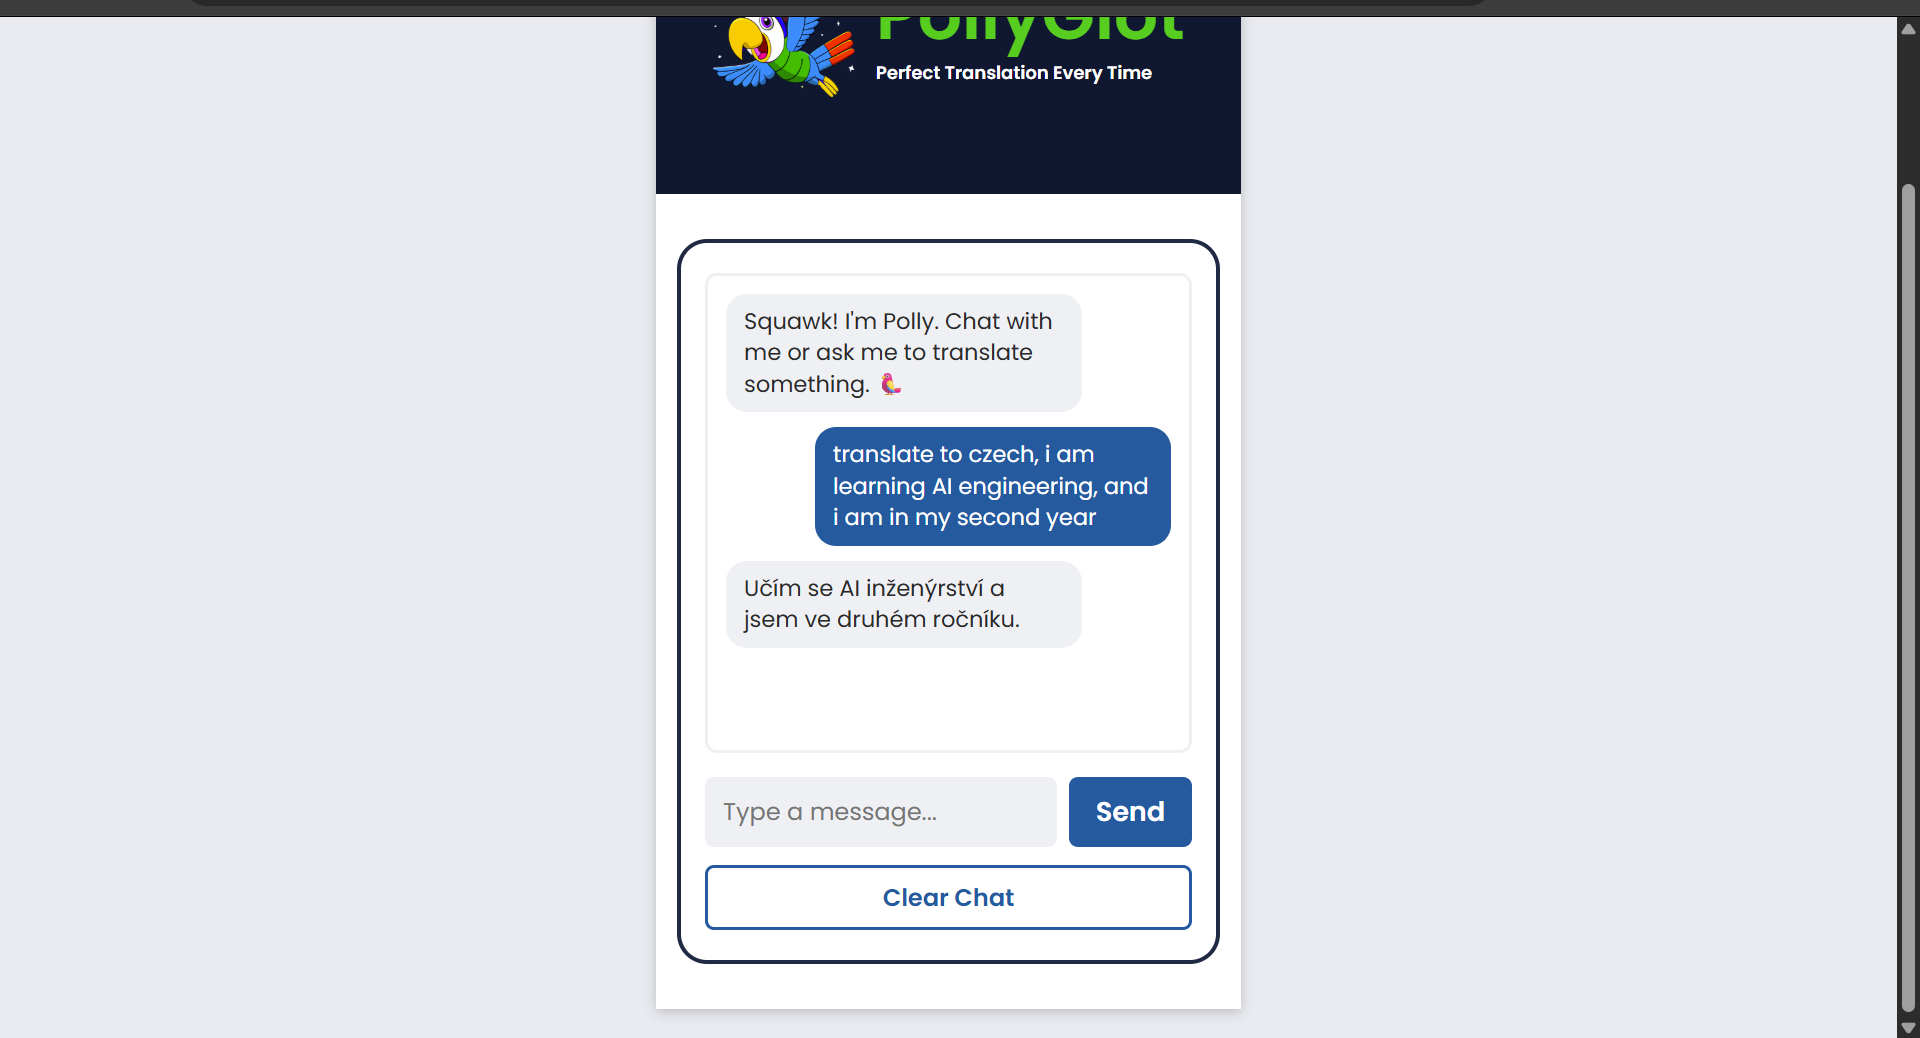 PollyGlot
Perfect Translation Every Time
Squawk! I'm Polly. Chat with
me or ask me to translate
something.
translate to czech, i am
learning AI engineering, and
i am in my second year
Učím se AI inženýrství a
jsem ve druhém ročníku.
Type a message...
Send
Clear Chat